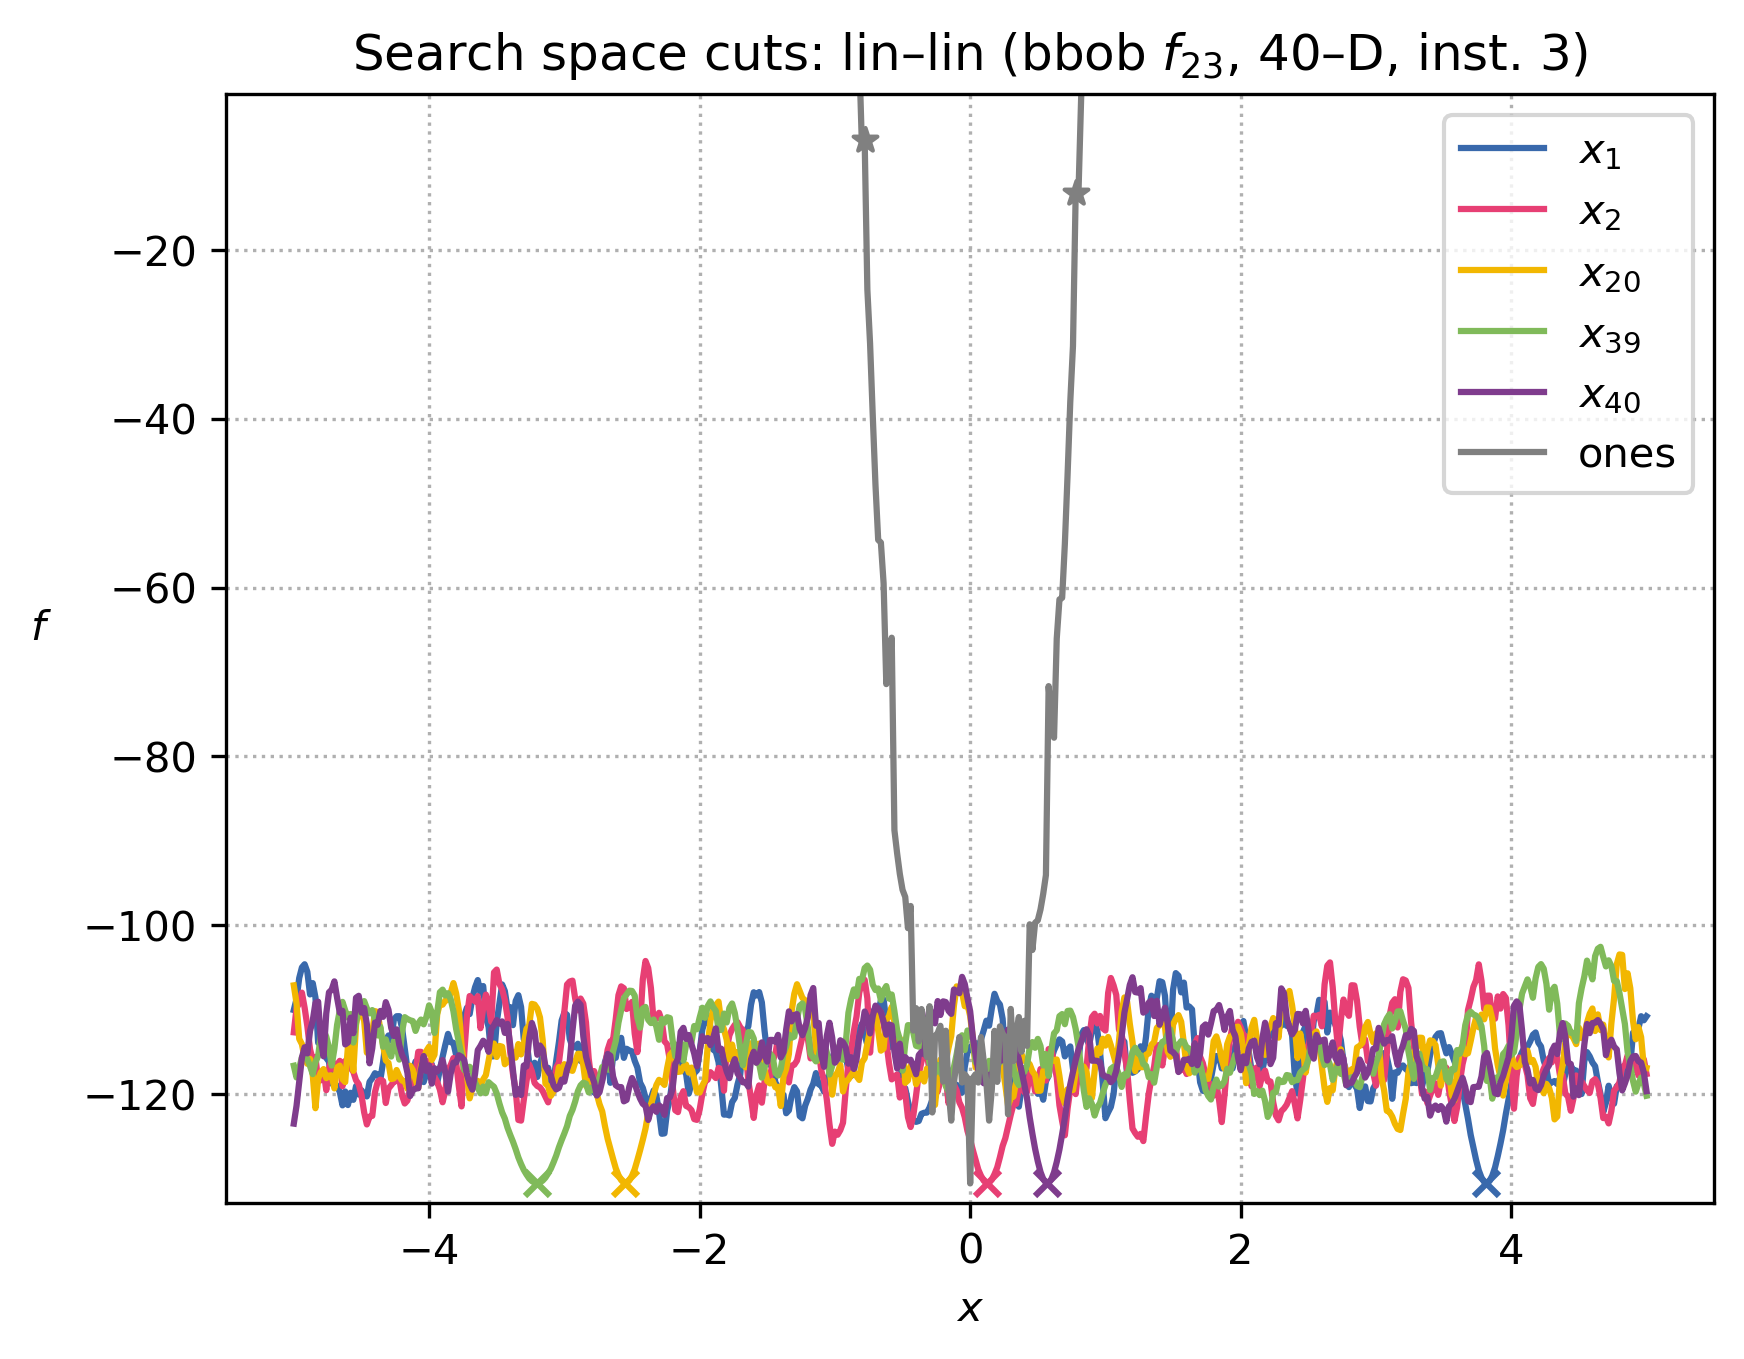 Search space cuts: lin–lin (bbob f₂₃, 40–D, inst. 3)
x₁
x₂
x₂₀
x₃₉
x₄₀
ones
−20
−40
−60
−80
−100
−120
f
−4
−2
0
2
4
x